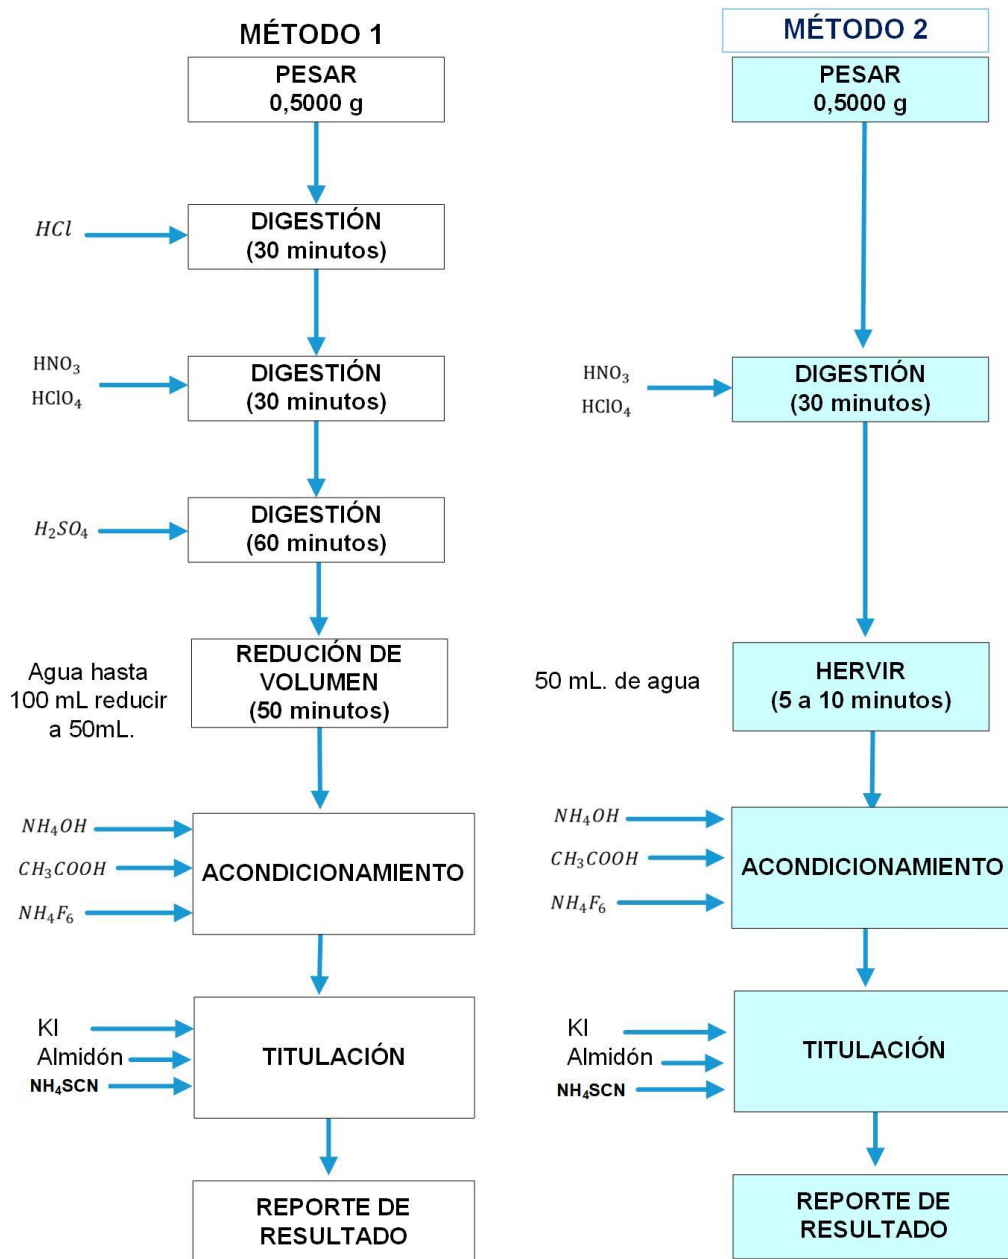 MÉTODO 1
PESAR
0,5000 g
HCl
DIGESTIÓN
(30 minutos)
HNO₃
HClO₄
DIGESTIÓN
(30 minutos)
H₂SO₄
DIGESTIÓN
(60 minutos)
Agua hasta
100 mL reducir
a 50mL.
REDUCIÓN DE
VOLUMEN
(50 minutos)
NH₄OH
CH₃COOH
NH₄F₆
ACONDICIONAMIENTO
KI
Almidón
NH₄SCN
TITULACIÓN
REPORTE DE
RESULTADO
MÉTODO 2
PESAR
0,5000 g
HNO₃
HClO₄
DIGESTIÓN
(30 minutos)
50 mL. de agua
HERVIR
(5 a 10 minutos)
NH₄OH
CH₃COOH
NH₄F₆
ACONDICIONAMIENTO
KI
Almidón
NH₄SCN
TITULACIÓN
REPORTE DE
RESULTADO